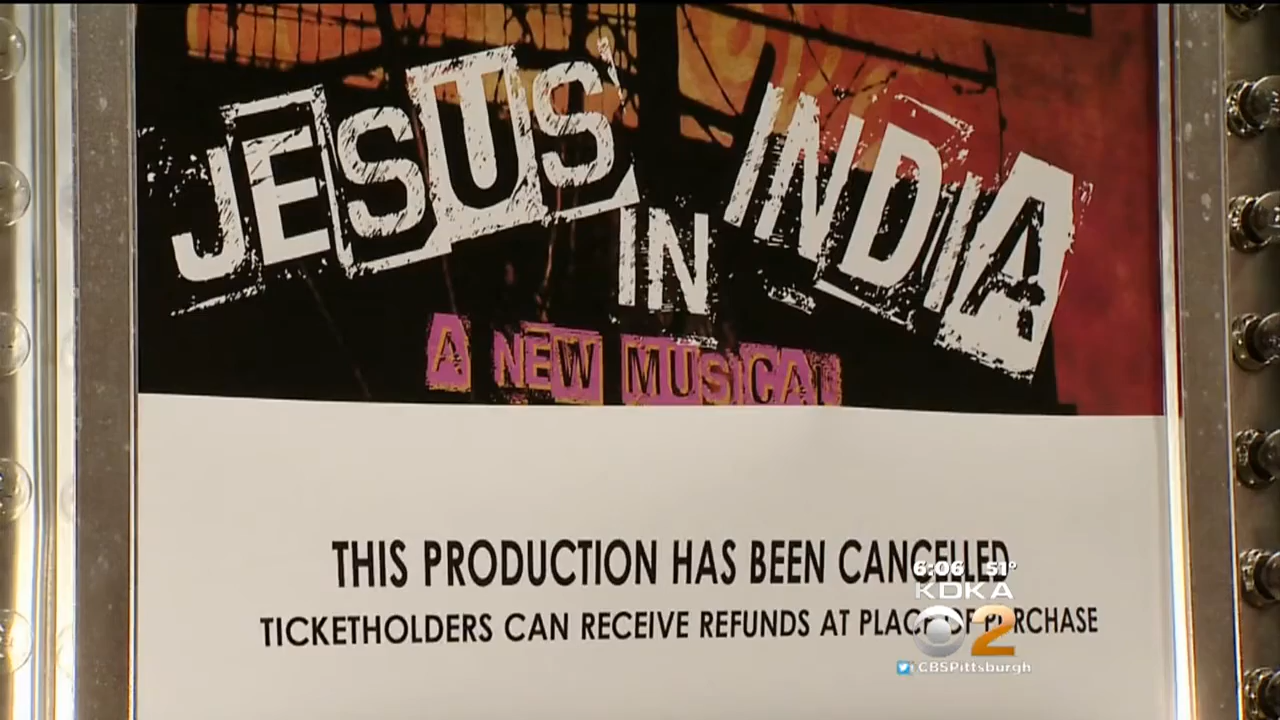 JESUS
IN
INDIA
A NEW MUSICAL
THIS PRODUCTION HAS BEEN CANCELLED
TICKETHOLDERS CAN RECEIVE REFUNDS AT PLACE OF PURCHASE
6:06 51°
KDKA
2
CBSPittsburgh